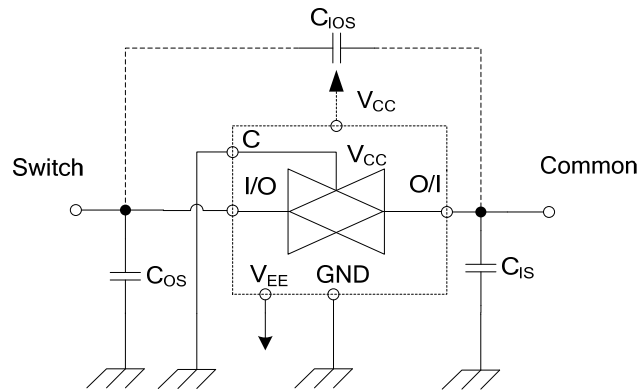 C_IOS
V_CC
C
V_CC
Switch
I/O
O/I
Common
C_OS
V_EE
GND
C_IS